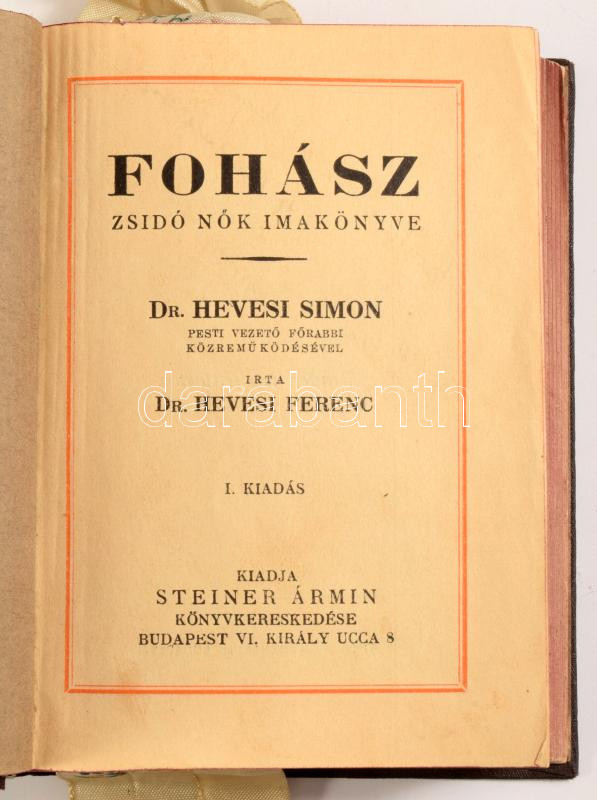 FOHÁSZ
ZSIDÓ NŐK IMAKÖNYVE
DR. HEVESI SIMON
PESTI VEZETŐ FŐRABBI
KÖZREMŰKÖDÉSÉVEL
IRTA
darabanth
DR. HEVESI FERENC
I. KIADÁS
KIADJA
STEINER ÁRMIN
KÖNYVKERESKEDÉSE
BUDAPEST VI. KIRÁLY UCCA 8